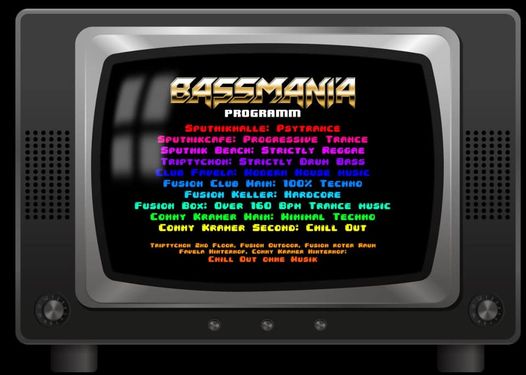 BASSMANIA
PROGRAMM
Sputnikhalle: Psytrance
Sputnikcafe: Progressive Trance
Sputnik Beach: Strictly Reggae
Triptychon: Strictly Drum Bass
Club Favela: Modern House music
Fusion Club Main: 100% Techno
Fusion Keller: Hardcore
Fusion Box: Over 160 Bpm Trance music
Conny Kramer Main: Minimal Techno
Conny Kramer Second: Chill Out
Triptychon 2nd Floor, Fusion Outdoor, Fusion roter Raum
Favela Hinterhof, Conny Kramer Hinterhof:
Chill Out ohne Musik